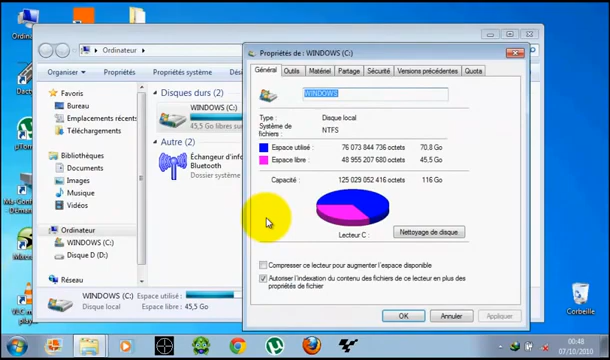 Ordinateur
Organiser
Propriétés
Propriétés système
Favoris
Bureau
Emplacements récents
Téléchargements
Bibliothèques
Documents
Images
Musique
Vidéos
Ordinateur
WINDOWS (C:)
Disque D (D:)
Réseau
Disques durs (2)
WINDOWS (C:)
45,5 Go libres
Autre (2)
Échangeur d'info
Bluetooth
Dossier système
WINDOWS (C:)
Disque local
Espace utilisé :
Espace libre : 45,5 Go
Propriétés de : WINDOWS (C:)
Général
Outils
Matériel
Partage
Sécurité
Versions précédentes
Quota
WINDOWS
Type : Disque local
Système de fichiers : NTFS
Espace utilisé : 76 073 844 736 octets 70,8 Go
Espace libre : 48 955 207 680 octets 45,5 Go
Capacité : 125 029 052 416 octets 116 Go
Lecteur C :
Nettoyage de disque
Compresser ce lecteur pour augmenter l'espace disponible
Autoriser l'indexation du contenu des fichiers de ce lecteur en plus des
propriétés de fichier
OK
Annuler
Appliquer
Corbeille
00:48
07/10/2010